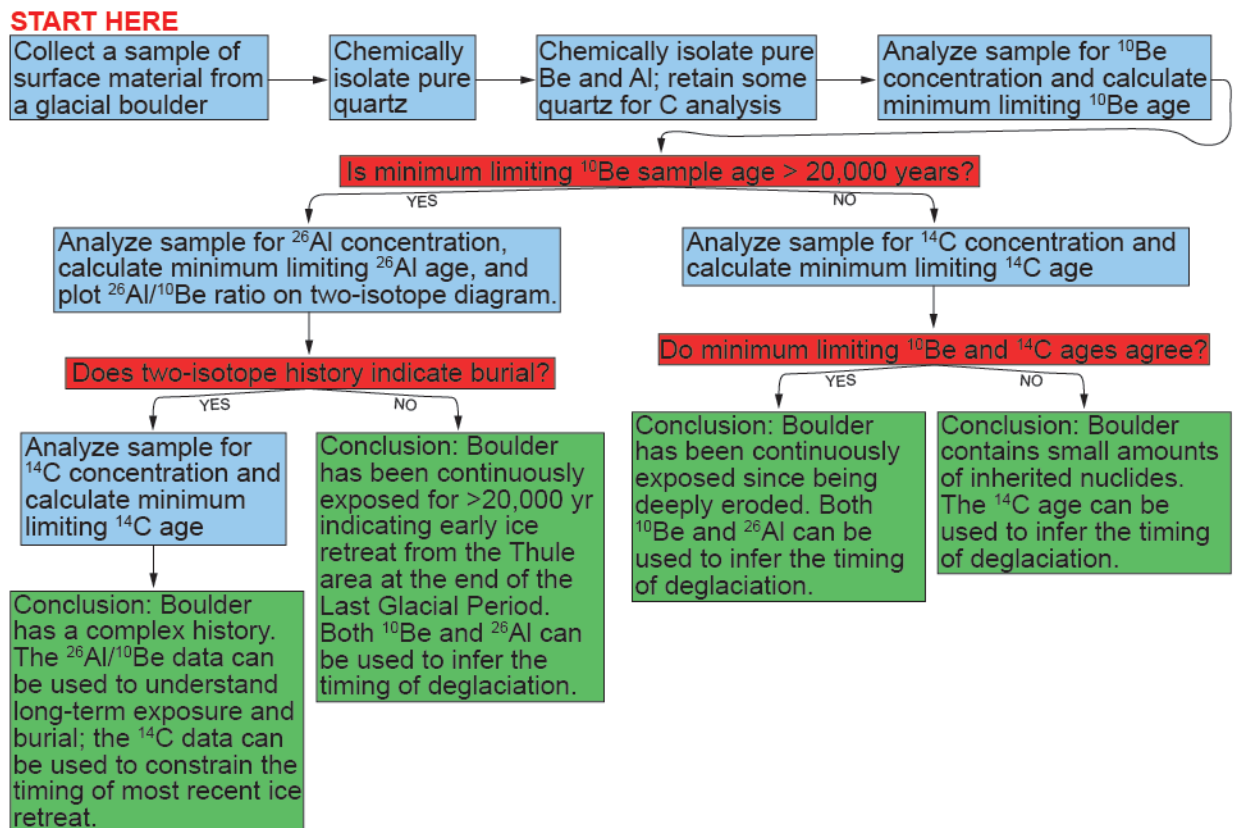 START HERE
Collect a sample of
surface material from
a glacial boulder
Chemically
isolate pure
quartz
Chemically isolate pure
Be and Al; retain some
quartz for C analysis
Analyze sample for ¹⁰Be
concentration and calculate
minimum limiting ¹⁰Be age
Is minimum limiting ¹⁰Be sample age > 20,000 years?
YES
NO
Analyze sample for ²⁶Al concentration,
calculate minimum limiting ²⁶Al age, and
plot ²⁶Al/¹⁰Be ratio on two-isotope diagram.
Analyze sample for ¹⁴C concentration and
calculate minimum limiting ¹⁴C age
Does two-isotope history indicate burial?
YES
NO
Do minimum limiting ¹⁰Be and ¹⁴C ages agree?
YES
NO
Analyze sample for
¹⁴C concentration and
calculate minimum
limiting ¹⁴C age
Conclusion: Boulder
has a complex history.
The ²⁶Al/¹⁰Be data can
be used to understand
long-term exposure and
burial; the ¹⁴C data can
be used to constrain the
timing of most recent ice
retreat.
Conclusion: Boulder
has been continuously
exposed for >20,000 yr
indicating early ice
retreat from the Thule
area at the end of the
Last Glacial Period.
Both ¹⁰Be and ²⁶Al can
be used to infer the
timing of deglaciation.
Conclusion: Boulder
has been continuously
exposed since being
deeply eroded. Both
¹⁰Be and ²⁶Al can be
used to infer the timing
of deglaciation.
Conclusion: Boulder
contains small amounts
of inherited nuclides.
The ¹⁴C age can be
used to infer the timing
of deglaciation.